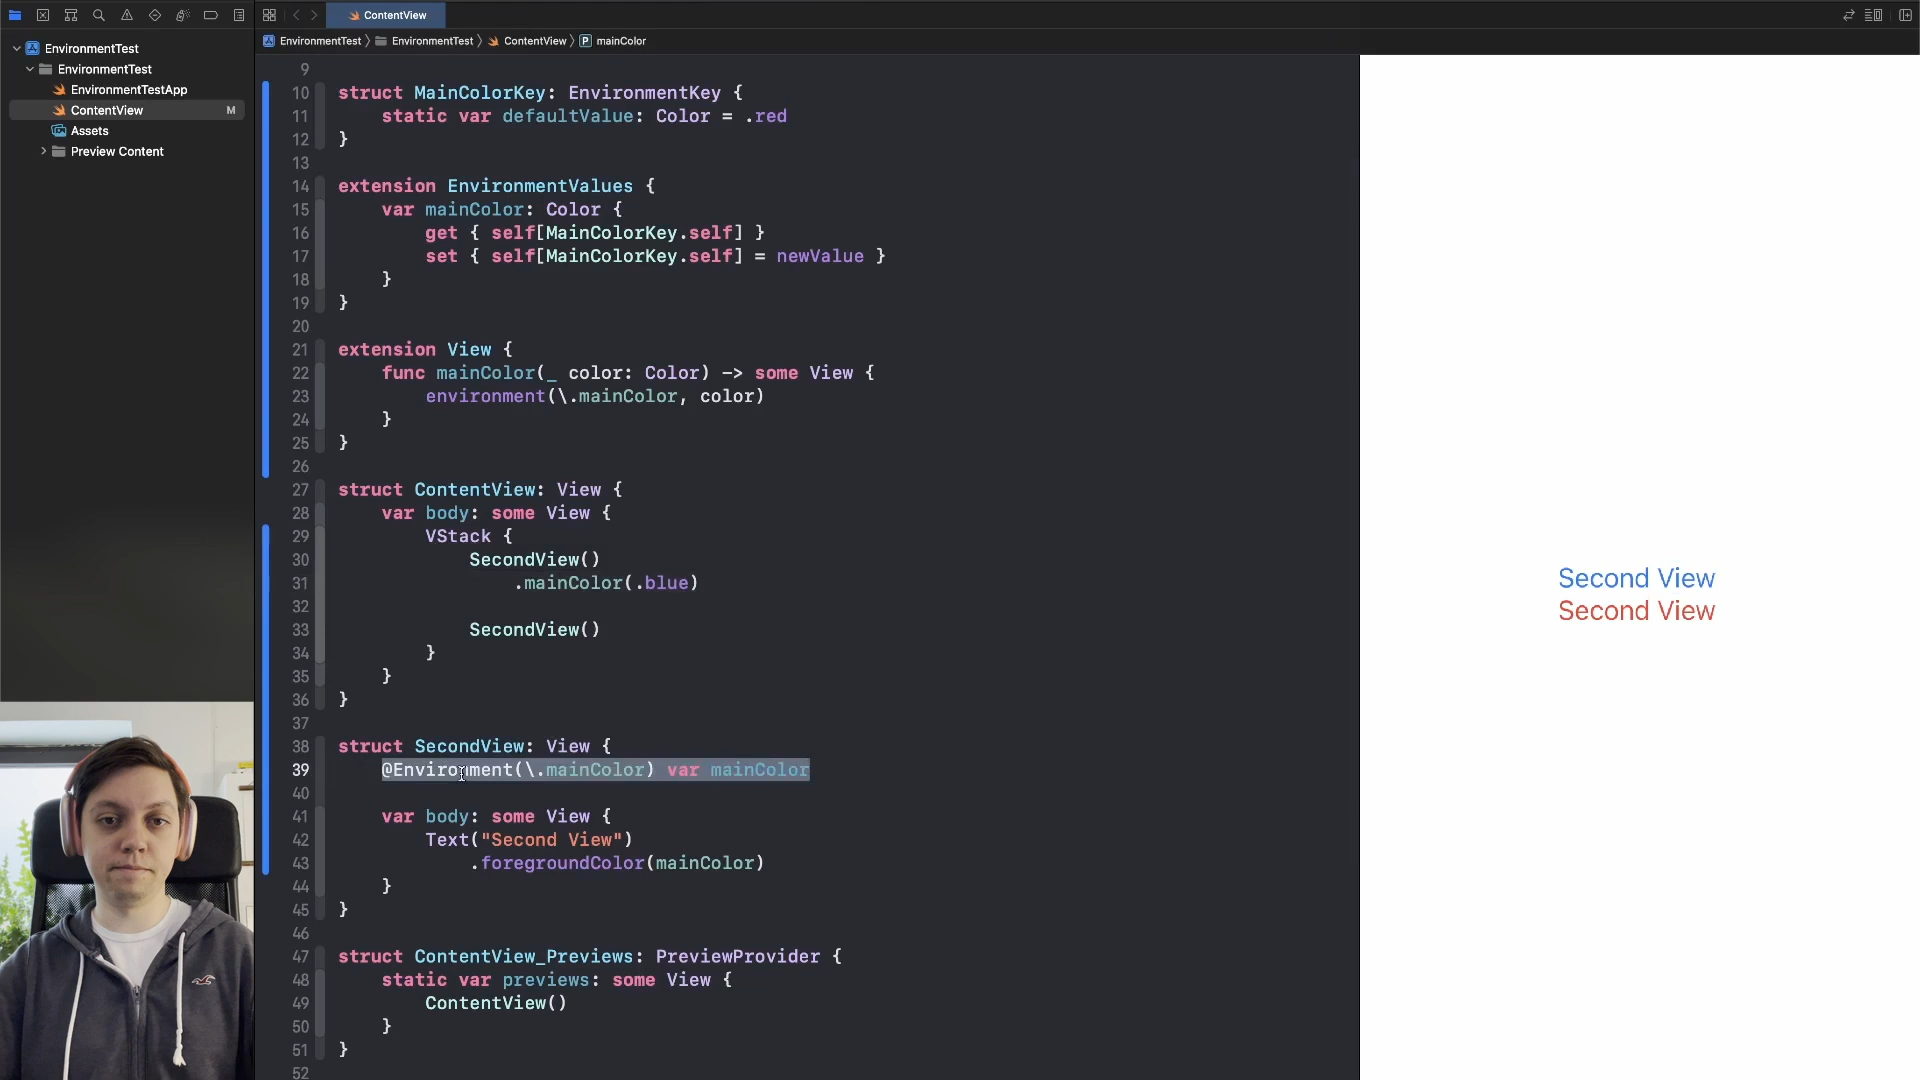 ContentView
EnvironmentTest
EnvironmentTest
EnvironmentTestApp
ContentView M
Assets
Preview Content
EnvironmentTest EnvironmentTest ContentView P mainColor
9
10 struct MainColorKey: EnvironmentKey {
11     static var defaultValue: Color = .red
12 }
13
14 extension EnvironmentValues {
15     var mainColor: Color {
16         get { self[MainColorKey.self] }
17         set { self[MainColorKey.self] = newValue }
18     }
19 }
20
21 extension View {
22     func mainColor(_ color: Color) -> some View {
23         environment(\.mainColor, color)
24     }
25 }
26
27 struct ContentView: View {
28     var body: some View {
29         VStack {
30             SecondView()
31                 .mainColor(.blue)
32
33             SecondView()
34         }
35     }
36 }
37
38 struct SecondView: View {
39     @Environment(\.mainColor) var mainColor
40
41     var body: some View {
42         Text("Second View")
43             .foregroundColor(mainColor)
44     }
45 }
46
47 struct ContentView_Previews: PreviewProvider {
48     static var previews: some View {
49         ContentView()
50     }
51 }
52
Second View
Second View